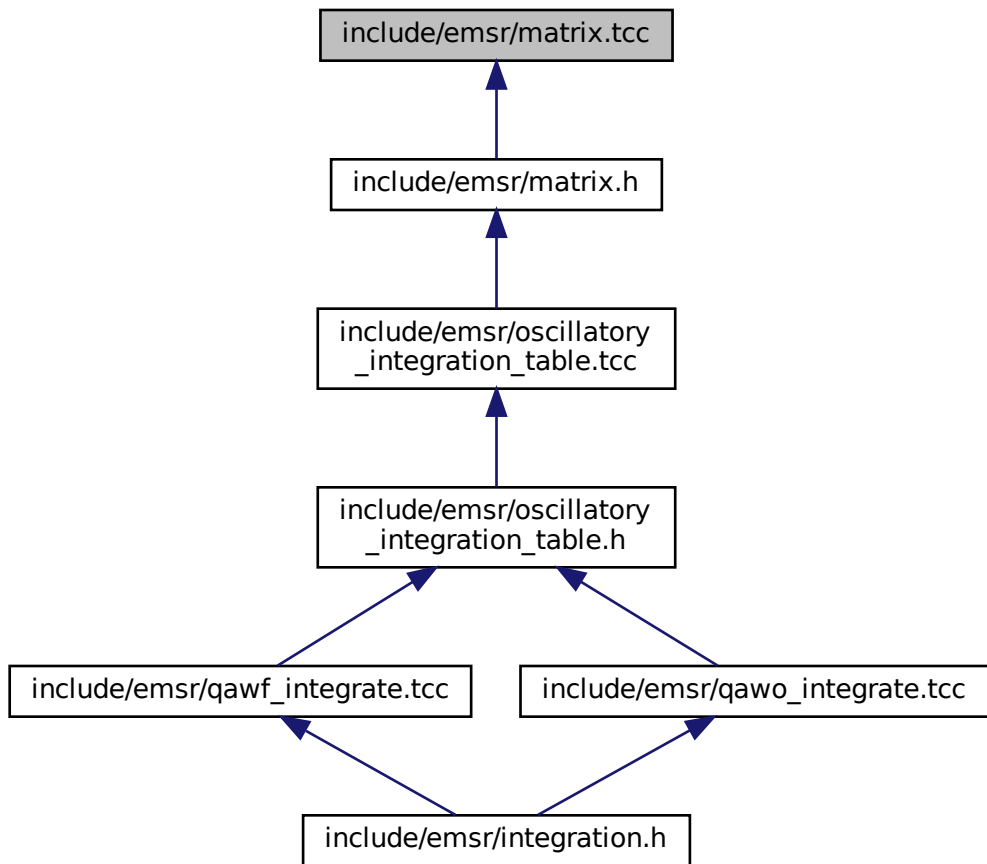 include/emsr/matrix.tcc
include/emsr/matrix.h
include/emsr/oscillatory
_integration_table.tcc
include/emsr/oscillatory
_integration_table.h
include/emsr/qawf_integrate.tcc
include/emsr/qawo_integrate.tcc
include/emsr/integration.h